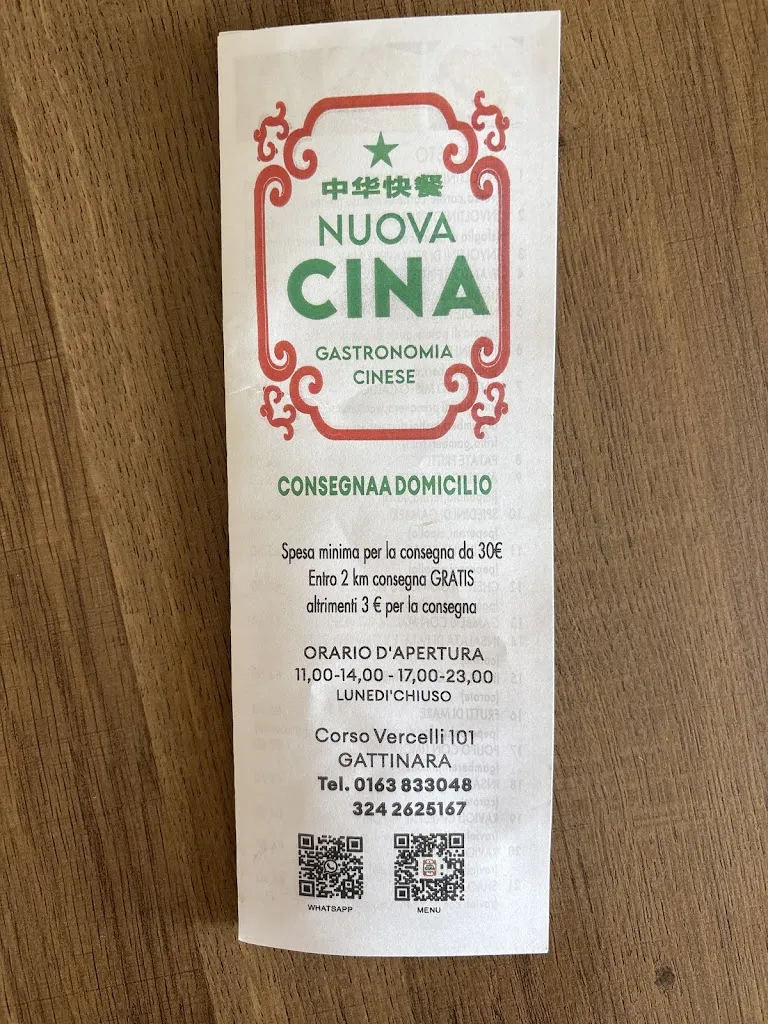 中华快餐
NUOVA
CINA
GASTRONOMIA
CINESE
CONSEGNAA DOMICILIO
Spesa minima per la consegna da 30€
Entro 2 km consegna GRATIS
altrimenti 3 € per la consegna
ORARIO D'APERTURA
11,00-14,00 - 17,00-23,00
LUNEDI'CHIUSO
Corso Vercelli 101
GATTINARA
Tel. 0163 833048
324 2625167
WHATSAPP
MENU